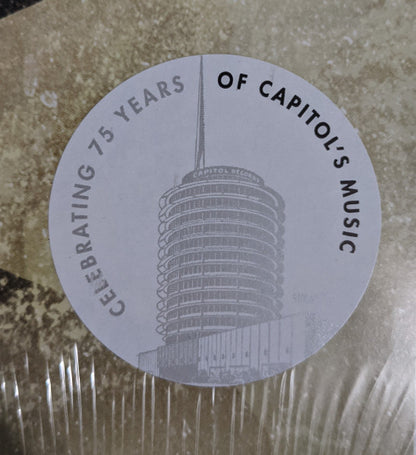 CELEBRATING 75 YEARS OF CAPITOL'S MUSIC
CAPITOL RECORDS